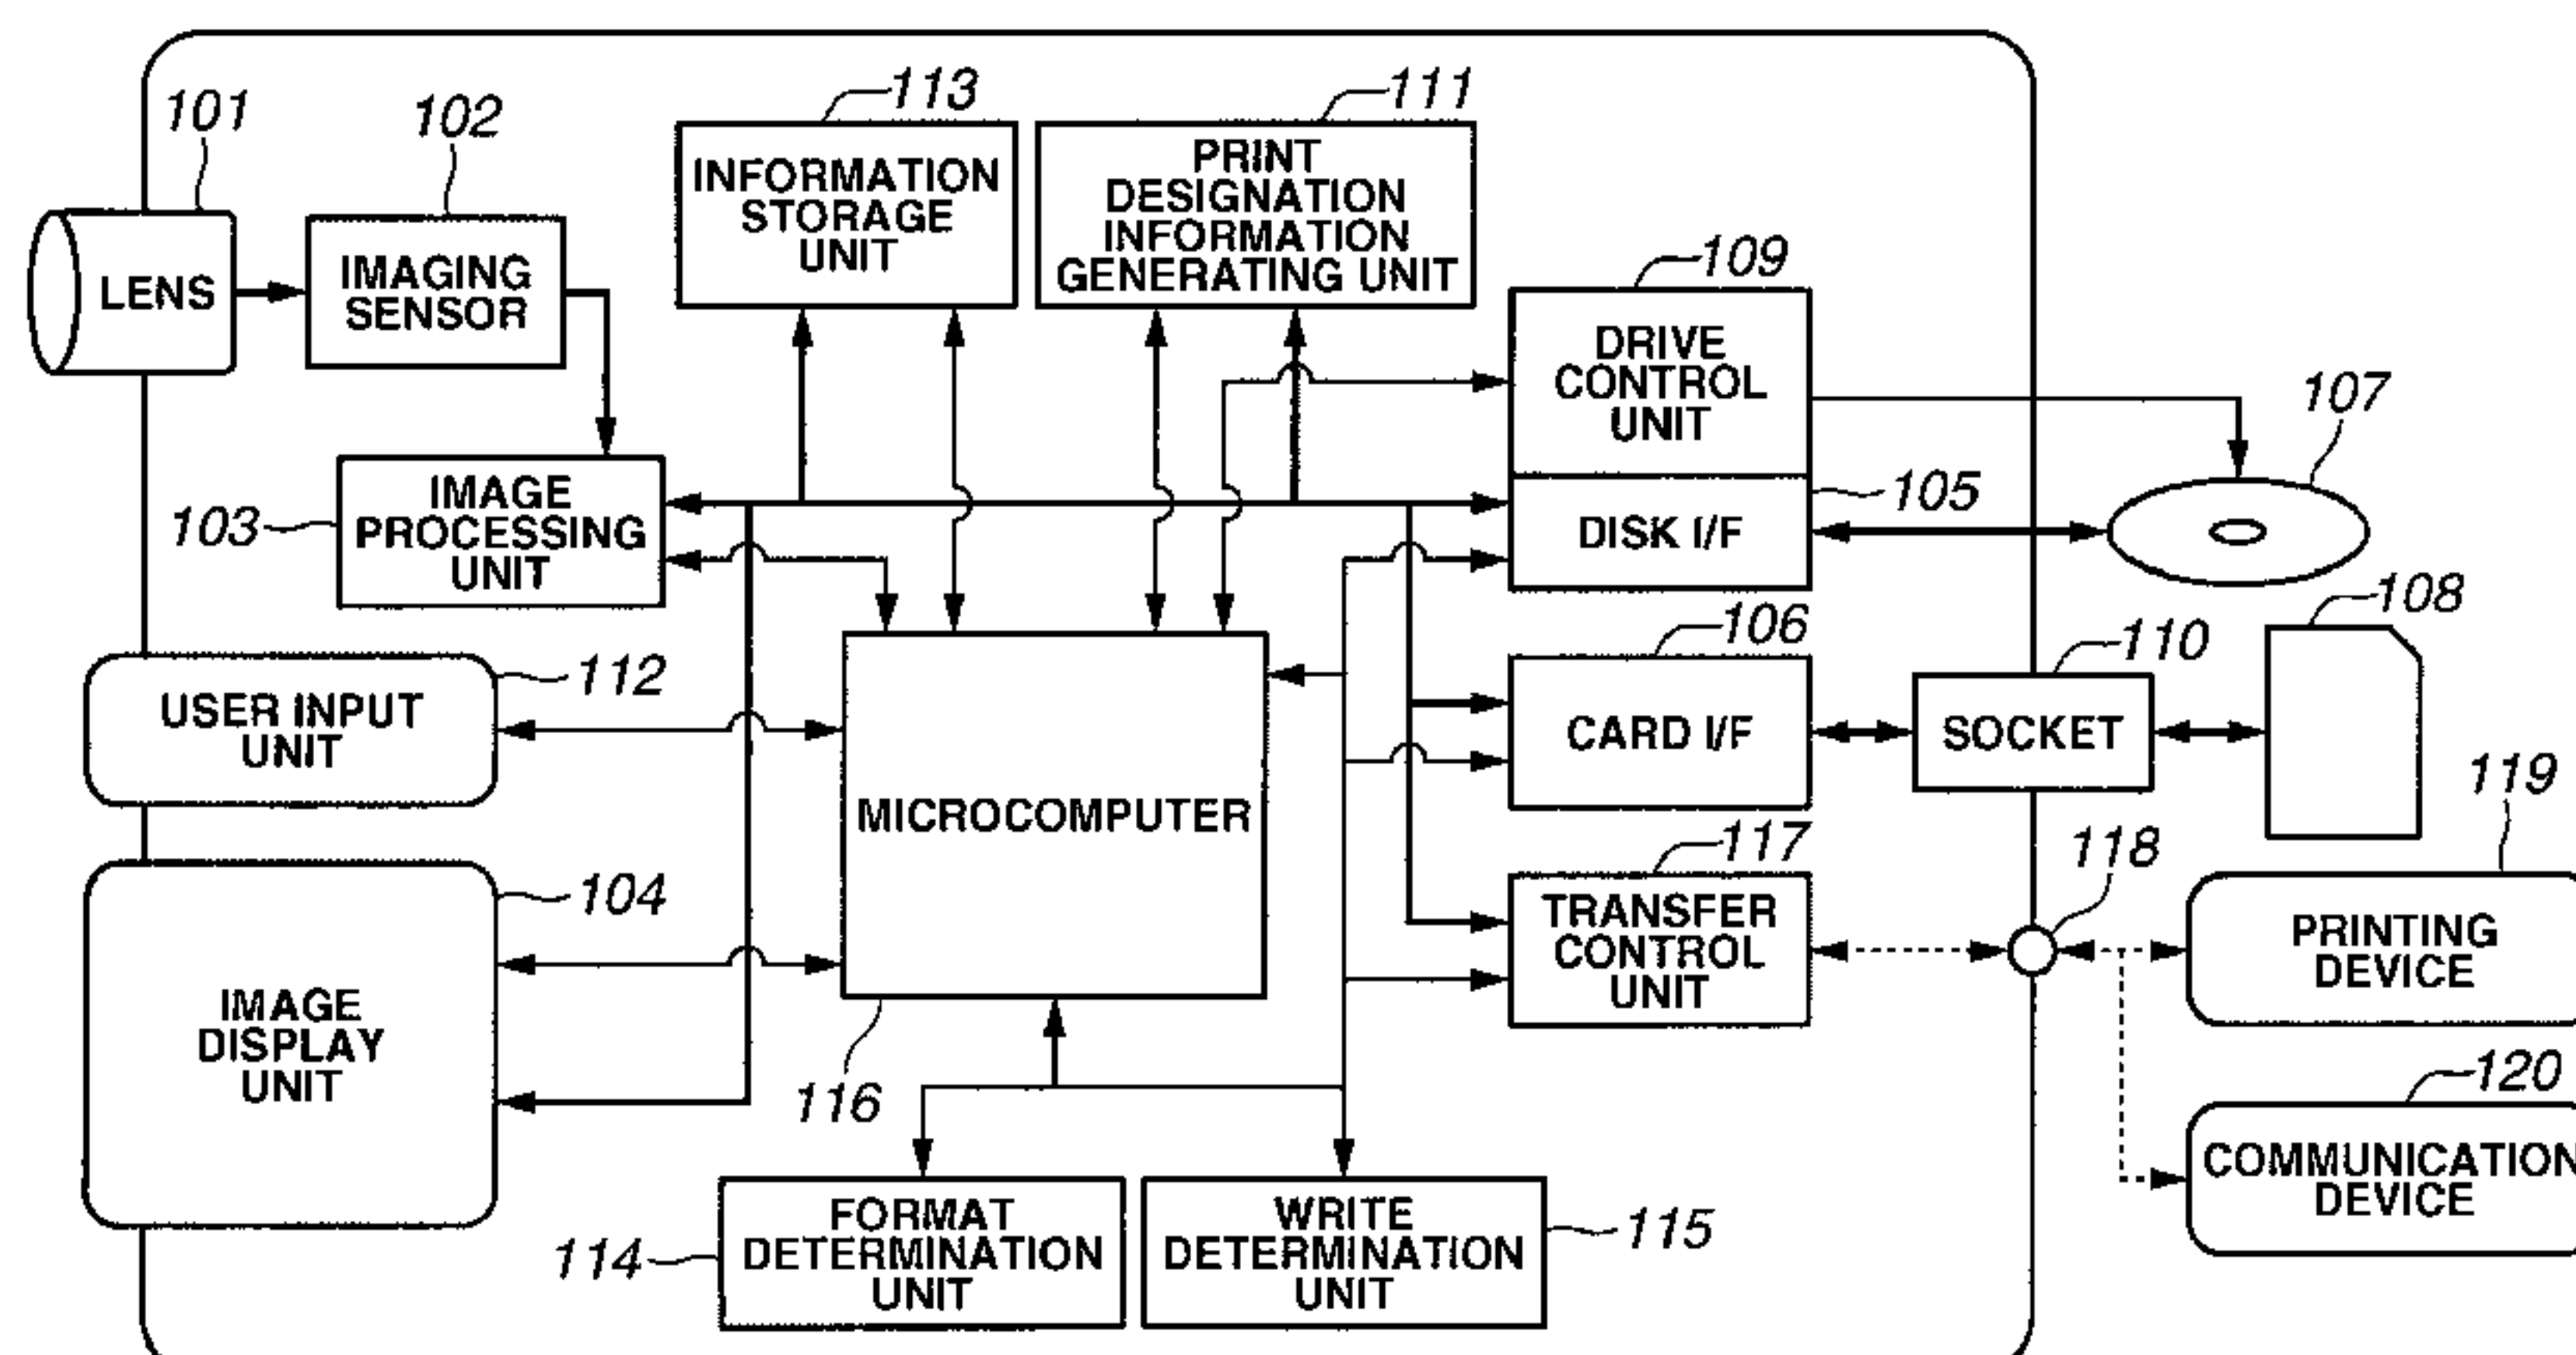 101
102
113
111
LENS
IMAGING
SENSOR
INFORMATION
STORAGE
UNIT
PRINT
DESIGNATION
INFORMATION
GENERATING UNIT
109
DRIVE
CONTROL
UNIT
107
103
IMAGE
PROCESSING
UNIT
105
DISK I/F
108
112
USER INPUT
UNIT
106
CARD I/F
110
SOCKET
MICROCOMPUTER
116
119
104
IMAGE
DISPLAY
UNIT
117
TRANSFER
CONTROL
UNIT
118
PRINTING
DEVICE
120
COMMUNICATION
DEVICE
114
FORMAT
DETERMINATION
UNIT
WRITE
DETERMINATION
UNIT
115